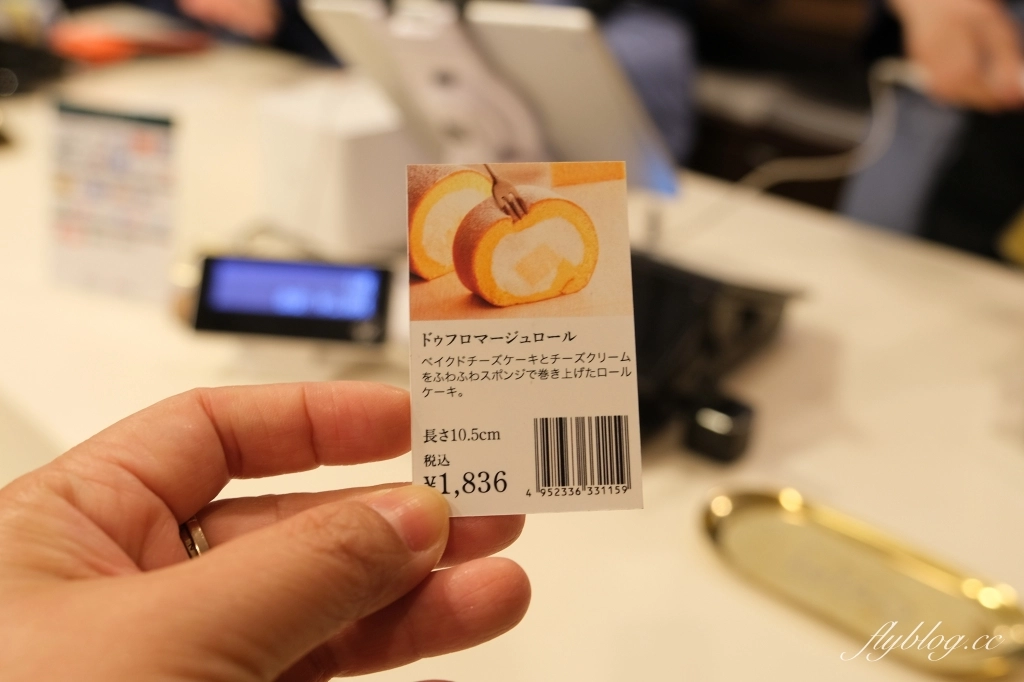 ドゥフロマージュロール
ベイクドチーズケーキとチーズクリーム
をふわふわスポンジで巻き上げたロール
ケーキ。
長さ10.5cm
税込
¥1,836
4 952336 331159
flyblog.cc